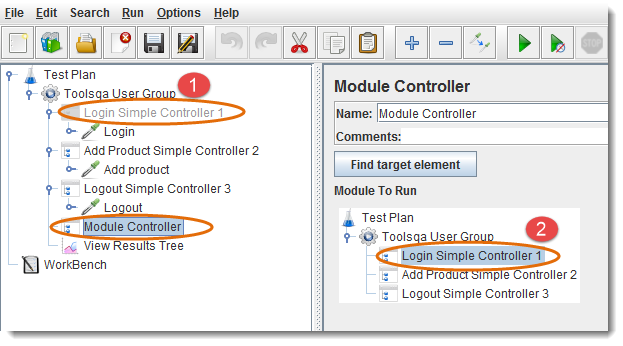 File Edit Search Run Options Help
STOP
Test Plan
1
Toolsqa User Group
Login Simple Controller 1
Login
Add Product Simple Controller 2
Add product
Logout Simple Controller 3
Logout
Module Controller
View Results Tree
WorkBench
Module Controller
Name: Module Controller
Comments:
Find target element
Module To Run
Test Plan
2
Toolsqa User Group
Login Simple Controller 1
Add Product Simple Controller 2
Logout Simple Controller 3